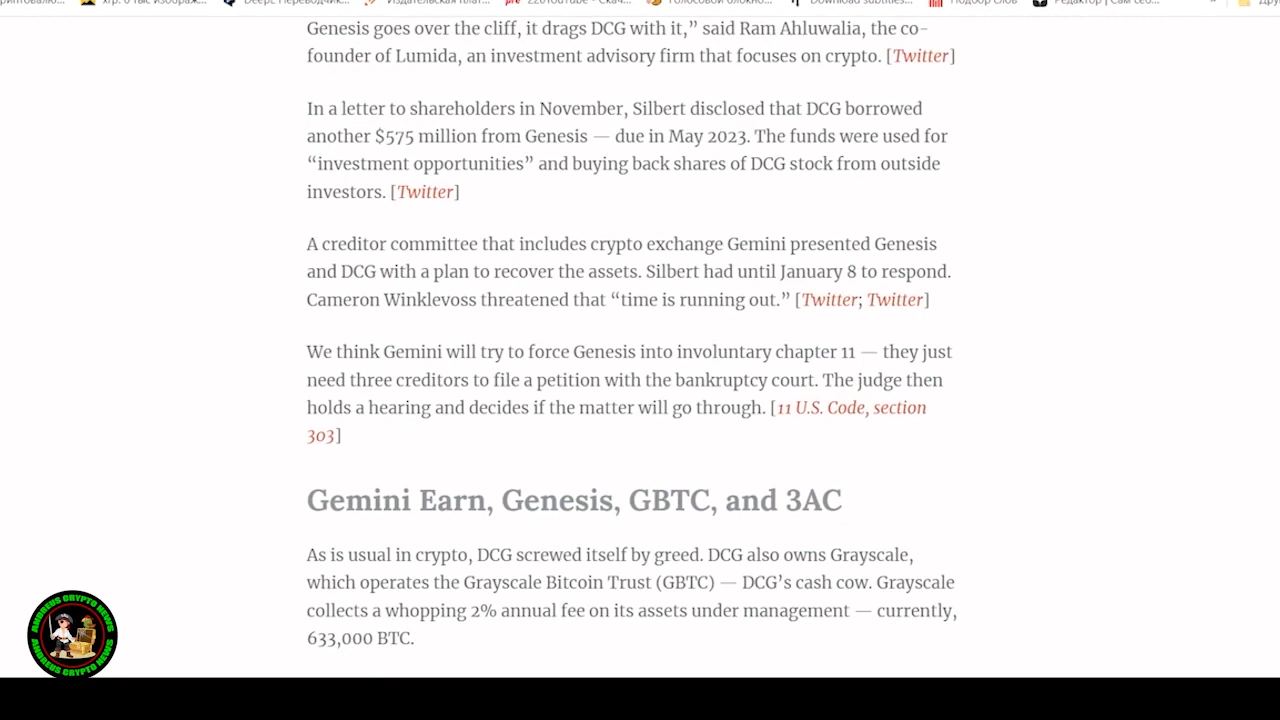 Genesis goes over the cliff, it drags DCG with it,” said Ram Ahluwalia, the co-
founder of Lumida, an investment advisory firm that focuses on crypto. [Twitter]
In a letter to shareholders in November, Silbert disclosed that DCG borrowed
another $575 million from Genesis — due in May 2023. The funds were used for
“investment opportunities” and buying back shares of DCG stock from outside
investors. [Twitter]
A creditor committee that includes crypto exchange Gemini presented Genesis
and DCG with a plan to recover the assets. Silbert had until January 8 to respond.
Cameron Winklevoss threatened that “time is running out.” [Twitter; Twitter]
We think Gemini will try to force Genesis into involuntary chapter 11 — they just
need three creditors to file a petition with the bankruptcy court. The judge then
holds a hearing and decides if the matter will go through. [11 U.S. Code, section
303]
Gemini Earn, Genesis, GBTC, and 3AC
As is usual in crypto, DCG screwed itself by greed. DCG also owns Grayscale,
which operates the Grayscale Bitcoin Trust (GBTC) — DCG’s cash cow. Grayscale
collects a whopping 2% annual fee on its assets under management — currently,
633,000 BTC.
ANDREUS CRYPTO NEWS
ANDREUS CRYPTO NEWS